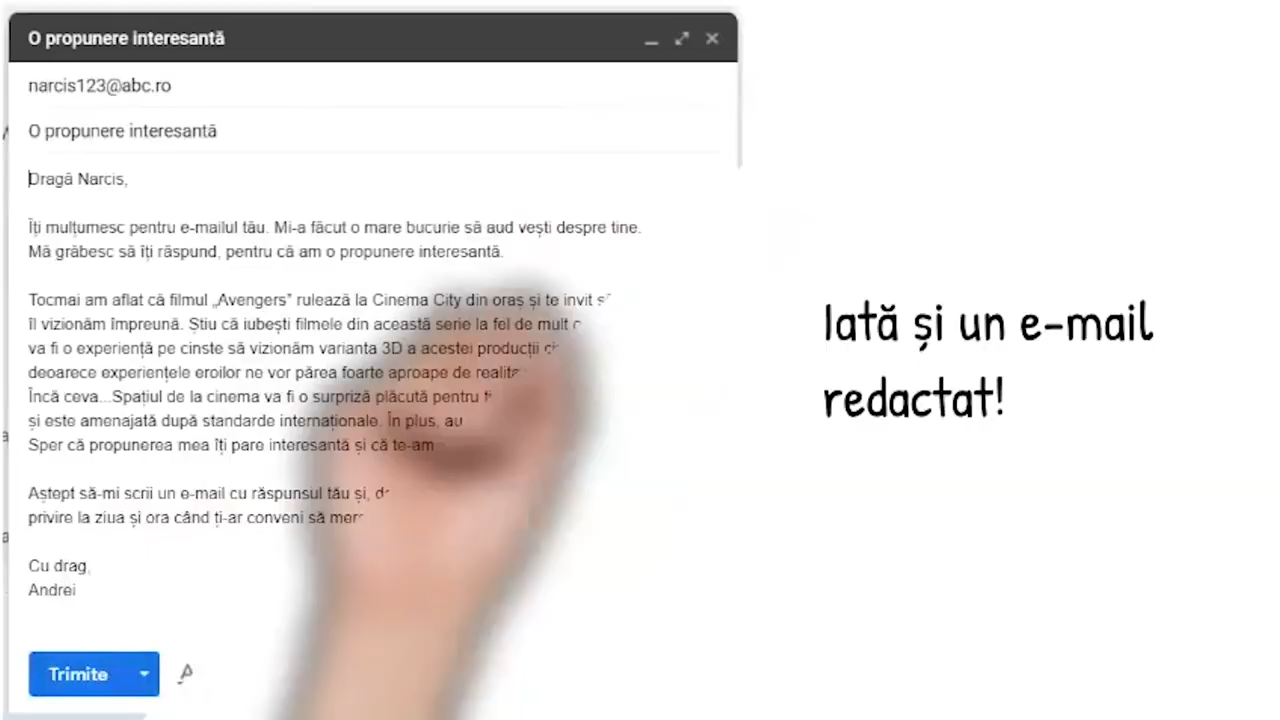 O propunere interesantă
narcis123@abc.ro
O propunere interesantă
Dragă Narcis,
Îți mulțumesc pentru e-mailul tău. Mi-a făcut o mare bucurie să aud vești despre tine.
Mă grăbesc să îți răspund, pentru că am o propunere interesantă.
Tocmai am aflat că filmul „Avengers” rulează la Cinema City din oraș și te invit
îl vizionăm împreună. Știu că iubești filmele din această serie la fel de mult
va fi o experiență pe cinste să vizionăm varianta 3D a acestei producții
deoarece experiențele eroilor ne vor părea foarte aproape de
Încă ceva...Spațiul de la cinema va fi o surpriză plăcută pentru
și este amenajată după standarde internaționale. În plus, au
Sper că propunerea mea îți pare interesantă și că te-am
Aștept să-mi scrii un e-mail cu răspunsul tău și,
privire la ziua și ora când ți-ar conveni să
Cu drag,
Andrei
Trimite
Iată și un e-mail
redactat!